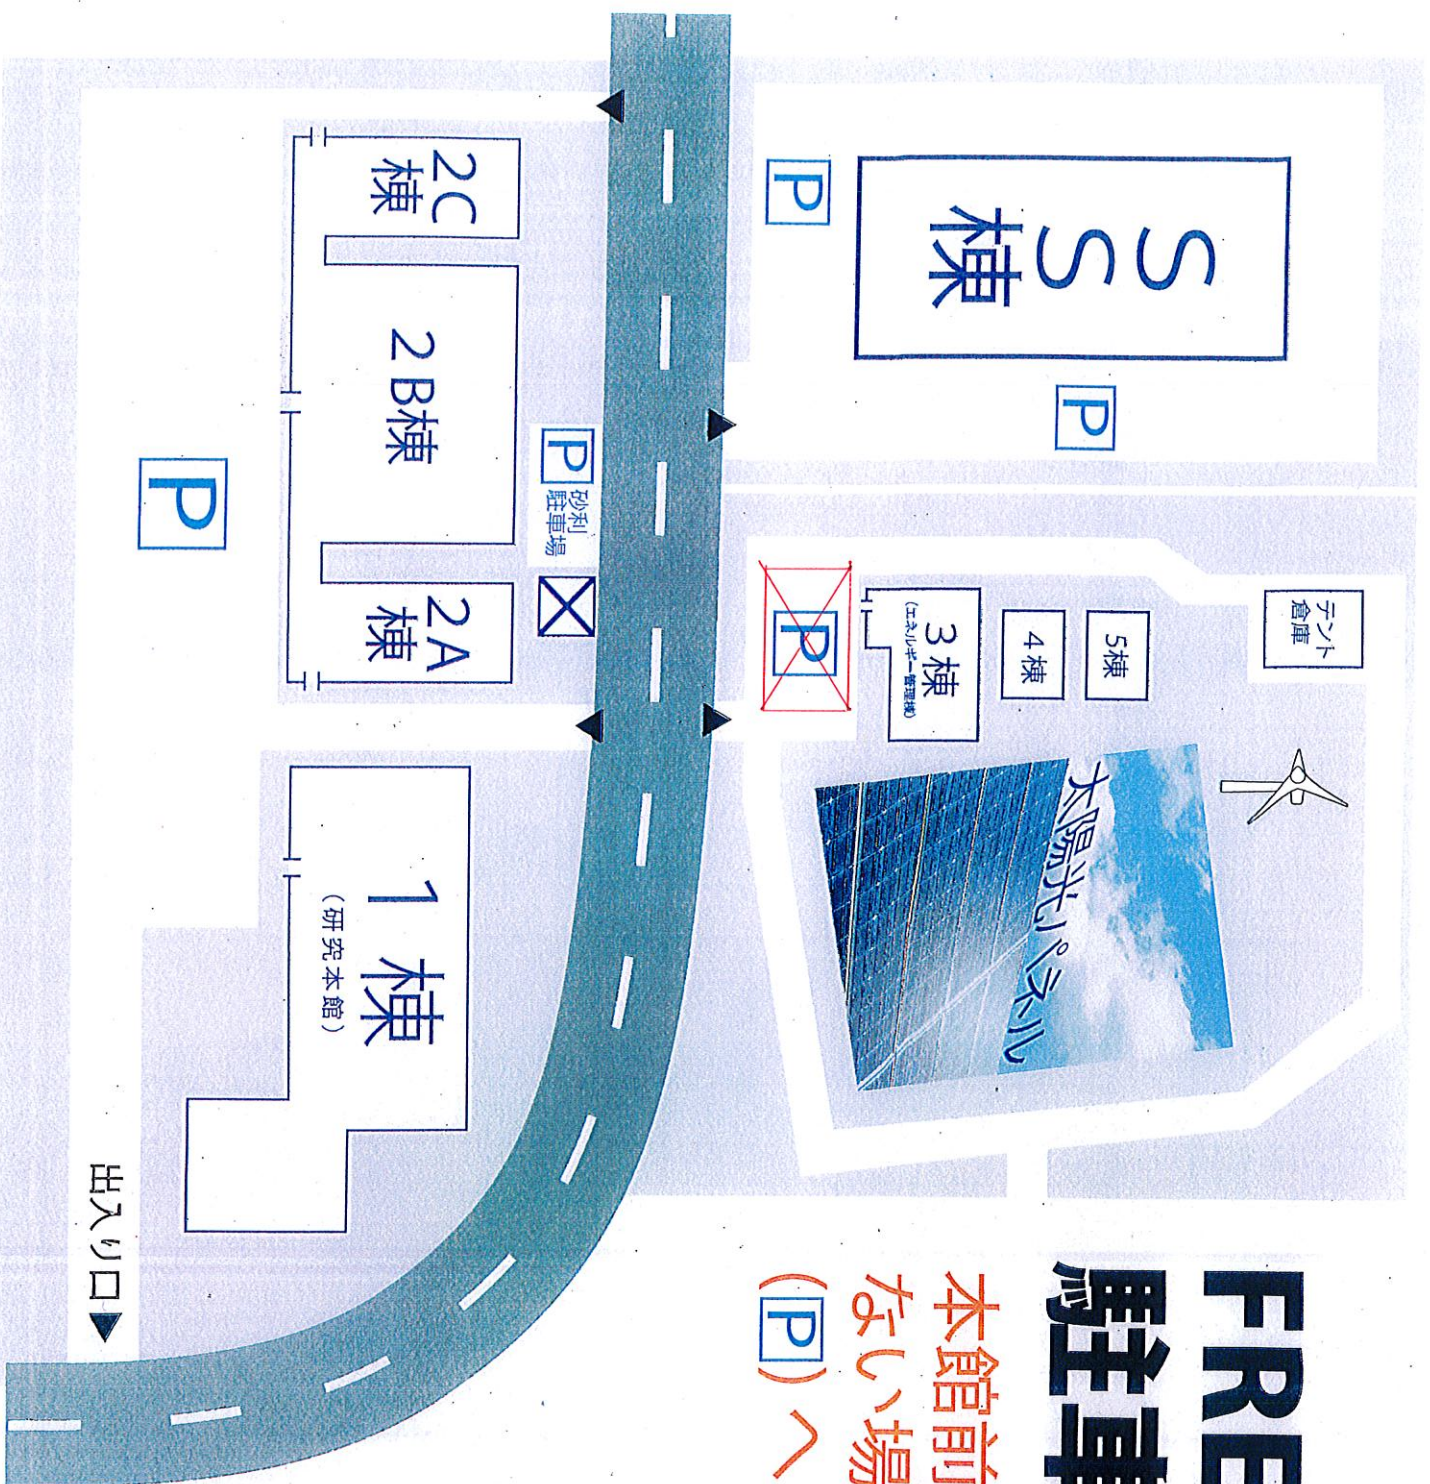 FRE
駐車
本館前
ない場
(P)へ
SS
棟
P
P
テント
倉庫
5棟
4棟
3棟
(エネルギー管理棟)
P
太陽光パネル
2C
棟
2B棟
2A
棟
P
砂利
駐車場
P
1棟
(研究本館)
出入り口